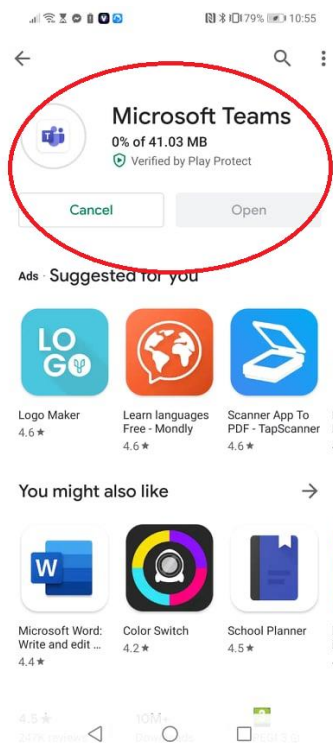 79% 10:55
Microsoft Teams
0% of 41.03 MB
Verified by Play Protect
Cancel
Open
Ads · Suggested for you
LO
GO
Logo Maker
4.6★
Learn languages
Free - Mondly
4.6★
Scanner App To
PDF - TapScanner
4.6★
You might also like
W
Microsoft Word:
Write and edit ...
4.4★
Color Switch
4.2★
School Planner
4.5★
4.5★
10M+